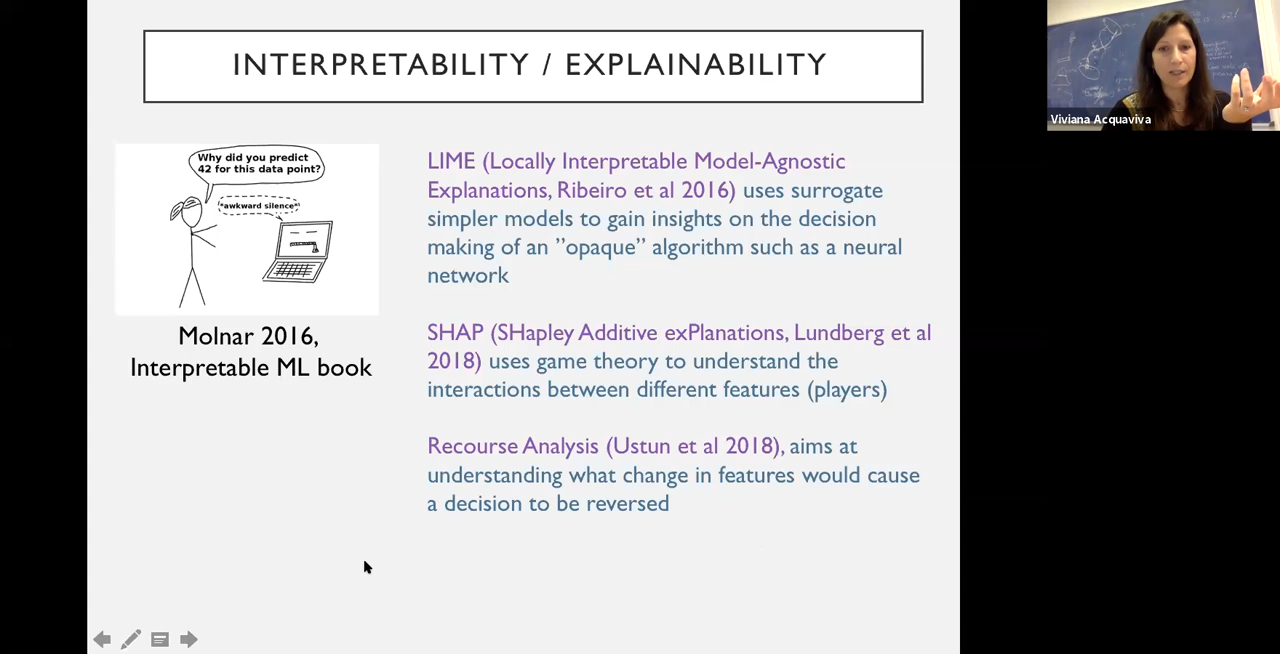 INTERPRETABILITY / EXPLAINABILITY
Why did you predict
42 for this data point?
*awkward silence*
Molnar 2016,
Interpretable ML book
LIME (Locally Interpretable Model-Agnostic
Explanations, Ribeiro et al 2016) uses surrogate
simpler models to gain insights on the decision
making of an ”opaque” algorithm such as a neural
network
SHAP (SHapley Additive exPlanations, Lundberg et al
2018) uses game theory to understand the
interactions between different features (players)
Recourse Analysis (Ustun et al 2018), aims at
understanding what change in features would cause
a decision to be reversed
Viviana Acquaviva